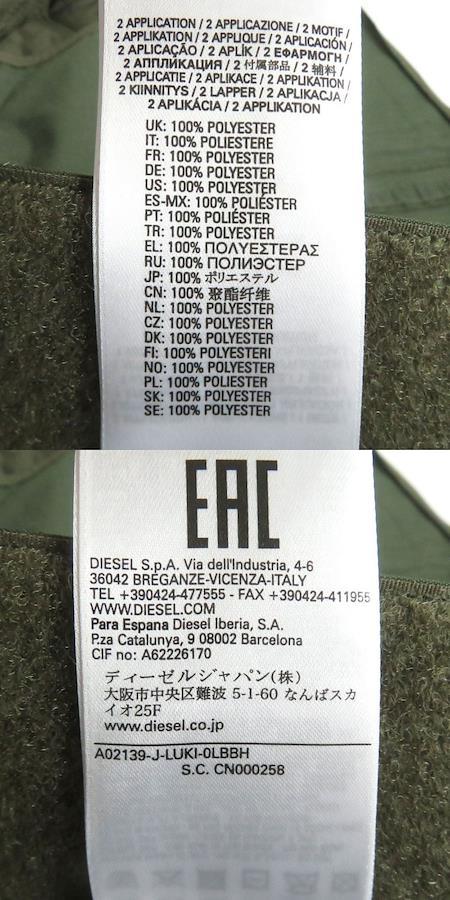 2 APPLICATION / 2 APPLICAZIONE / 2 MOTIF /
2 APPLIKATION / 2 APPLIQUE / 2 APLICACIÓN /
2 APLICAÇÃO / 2 APLİK / 2 ΕΦΑΡΜΟΓΗ /
2 АППЛИКАЦИЯ / 2 付属部品 / 2 辅料 /
2 APPLICATIE / 2 APLIKACE / 2 APPLIKATION /
2 KIINNITYS / 2 LAPPER / 2 APLIKACJA /
2 APLIKÁCIA / 2 APPLIKATION
UK: 100% POLYESTER
IT: 100% POLIESTERE
FR: 100% POLYESTER
DE: 100% POLYESTER
US: 100% POLYESTER
ES-MX: 100% POLIÉSTER
PT: 100% POLIÉSTER
TR: 100% POLYESTER
EL: 100% ΠΟΛΥΕΣΤΕΡΑΣ
RU: 100% ПОЛИЭСТЕР
JP: 100% ポリエステル
CN: 100% 聚酯纤维
NL: 100% POLYESTER
CZ: 100% POLYESTER
DK: 100% POLYESTER
FI: 100% POLYESTERI
NO: 100% POLYESTER
PL: 100% POLYESTER
SK: 100% POLYESTER
SE: 100% POLYESTER
EAC
DIESEL S.p.A. Via dell'Industria, 4-6
36042 BREGANZE-VICENZA-ITALY
TEL +390424-477555 - FAX +390424-411955
WWW.DIESEL.COM
Para Espana Diesel Iberia, S.A.
P.za Catalunya, 9 08002 Barcelona
CIF no: A62226170
ディーゼルジャパン(株)
大阪市中央区難波 5-1-60 なんばスカ
イオ25F
www.diesel.co.jp
A02139-J-LUKI-0LBBH
S.C. CN000258